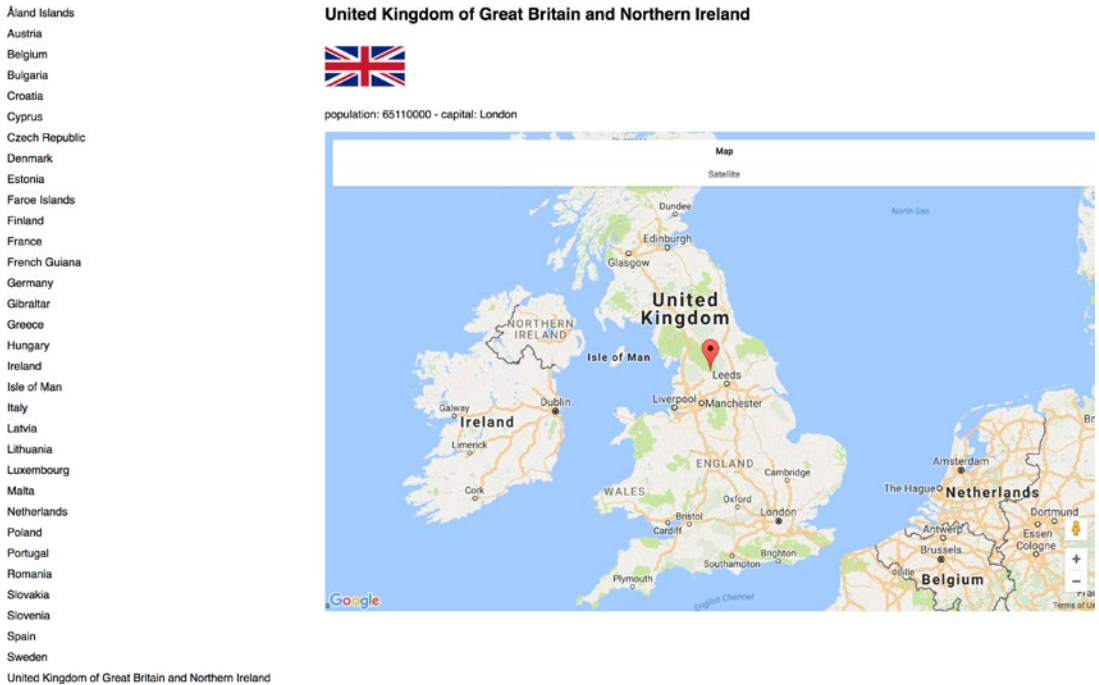 Åland Islands
Austria
Belgium
Bulgaria
Croatia
Cyprus
Czech Republic
Denmark
Estonia
Faroe Islands
Finland
France
French Guiana
Germany
Gibraltar
Greece
Hungary
Ireland
Isle of Man
Italy
Latvia
Lithuania
Luxembourg
Malta
Netherlands
Poland
Portugal
Romania
Slovakia
Slovenia
Spain
Sweden
United Kingdom of Great Britain and Northern Ireland
United Kingdom of Great Britain and Northern Ireland
population: 65110000 - capital: London
Map
Satellite
Dundee
North Sea
Edinburgh
Glasgow
United
Kingdom
NORTHERN
IRELAND
Isle of Man
Leeds
Liverpool
Manchester
Dublin
Galway
Ireland
Limerick
Cork
ENGLAND
Cambridge
WALES
Oxford
London
Bristol
Cardiff
Brighton
Southampton
Plymouth
English Channel
Amsterdam
The Hague
Netherlands
Dortmund
Antwerp
Essen
Cologne
Brussels
Lille
Belgium
+
−
Google
Terms of Us